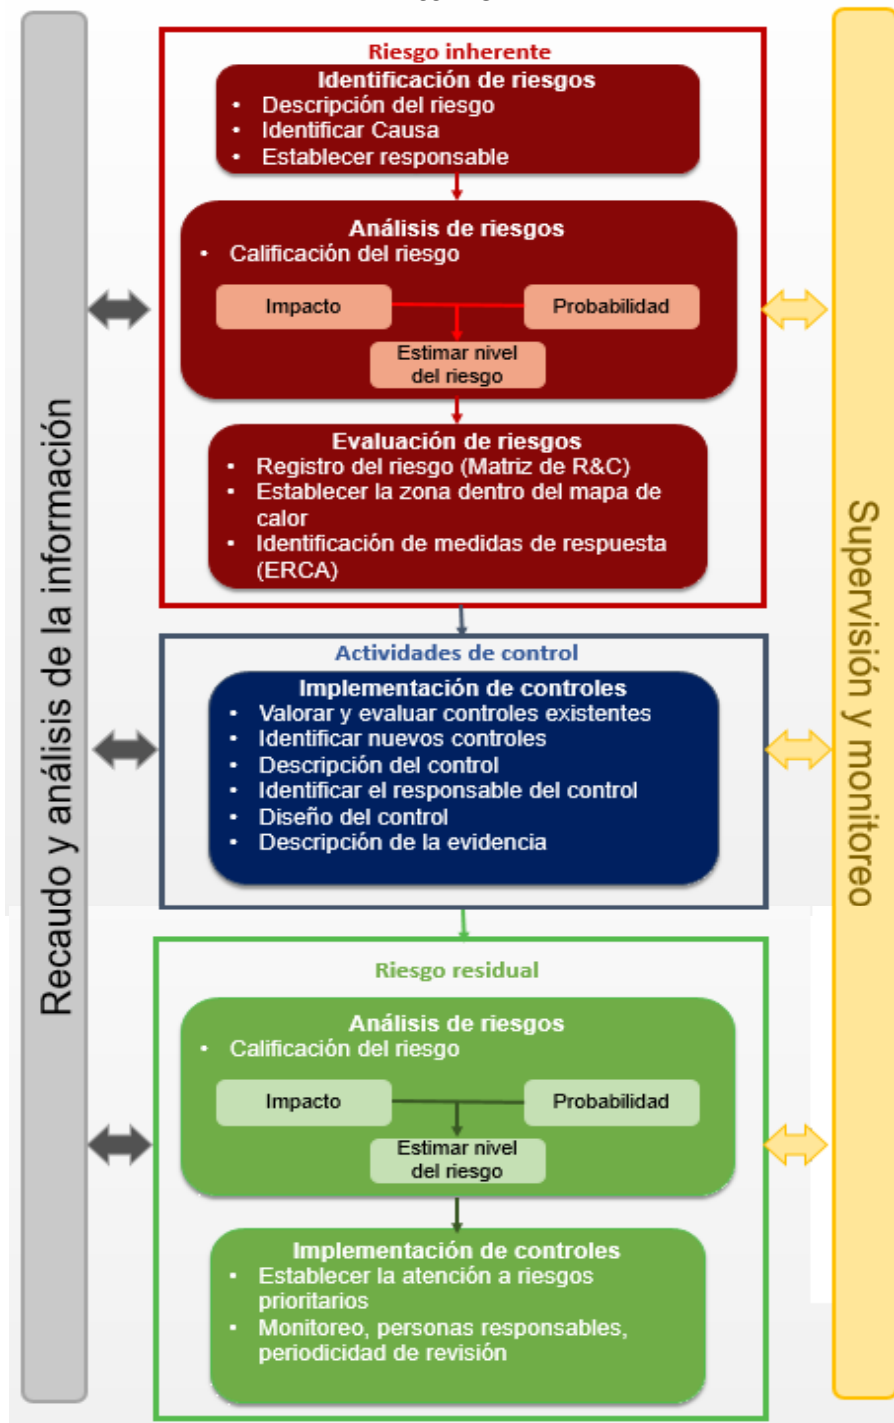 Riesgo inherente
Identificación de riesgos
• Descripción del riesgo
• Identificar Causa
• Establecer responsable
Análisis de riesgos
• Calificación del riesgo
Impacto
Probabilidad
Estimar nivel
del riesgo
Evaluación de riesgos
• Registro del riesgo (Matriz de R&C)
• Establecer la zona dentro del mapa de
calor
• Identificación de medidas de respuesta
(ERCA)
Actividades de control
Implementación de controles
• Valorar y evaluar controles existentes
• Identificar nuevos controles
• Descripción del control
• Identificar el responsable del control
• Diseño del control
• Descripción de la evidencia
Riesgo residual
Análisis de riesgos
• Calificación del riesgo
Impacto
Probabilidad
Estimar nivel
del riesgo
Implementación de controles
• Establecer la atención a riesgos
prioritarios
• Monitoreo, personas responsables,
periodicidad de revisión
Recaudo y análisis de la información
Supervisión y monitoreo